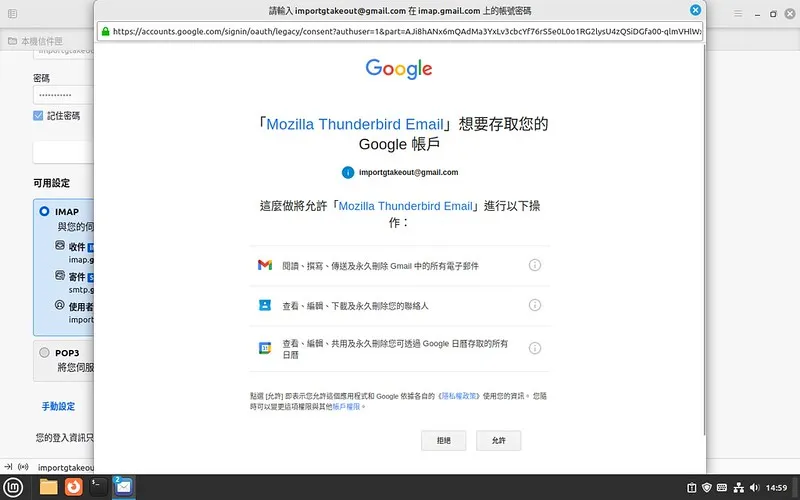 請輸入 importgtakeout@gmail.com 在 imap.gmail.com 上的帳號密碼
https://accounts.google.com/signin/oauth/legacy/consent?authuser=1&part=AJi8hANx6mQAdMa3YxLv3cbcYf76rS5e0L0o1RG2lysU4zQSiDGfa00-qlmVHlW
本機信件匣
密碼
記住密碼
可用設定
IMAP
與您的伺
收件
imap.g
寄件
smtp.g
使用者
import
POP3
將您伺服
手動設定
您的登入資訊只
importgtakeou
Google
「Mozilla Thunderbird Email」想要存取您的
Google 帳戶
importgtakeout@gmail.com
這麼做將允許「Mozilla Thunderbird Email」進行以下操
作：
閱讀、撰寫、傳送及永久刪除 Gmail 中的所有電子郵件
查看、編輯、下載及永久刪除您的聯絡人
查看、編輯、共用及永久刪除您可透過 Google 日曆存取的所有
日曆
點選 [允許] 即表示您允許這個應用程式和 Google 依據各自的《隱私權政策》使用您的資訊。 您隨
時可以變更這項權限與其他帳戶權限。
拒絕
允許
2
14:59